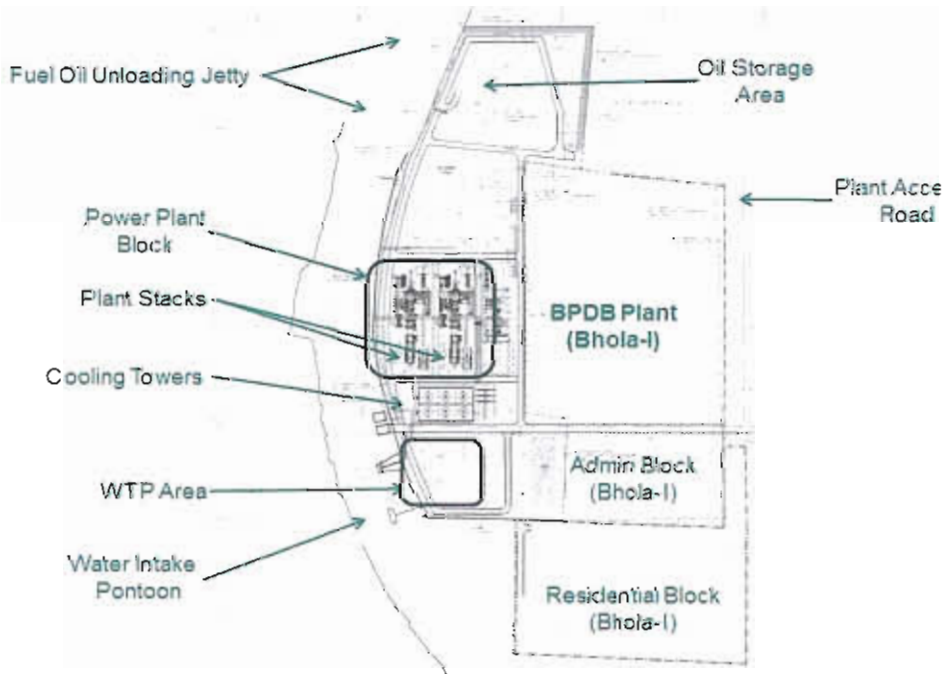 Fuel Oil Unloading Jetty
Oil Storage
Area
Plant Acce
Road
Power Plant
Block
Plant Stacks
BPDB Plant
(Bhola-I)
Cooling Towers
Admin Block
(Bhola-I)
WTP Area
Water Intake
Pontoon
Residential Block
(Bhola-I)